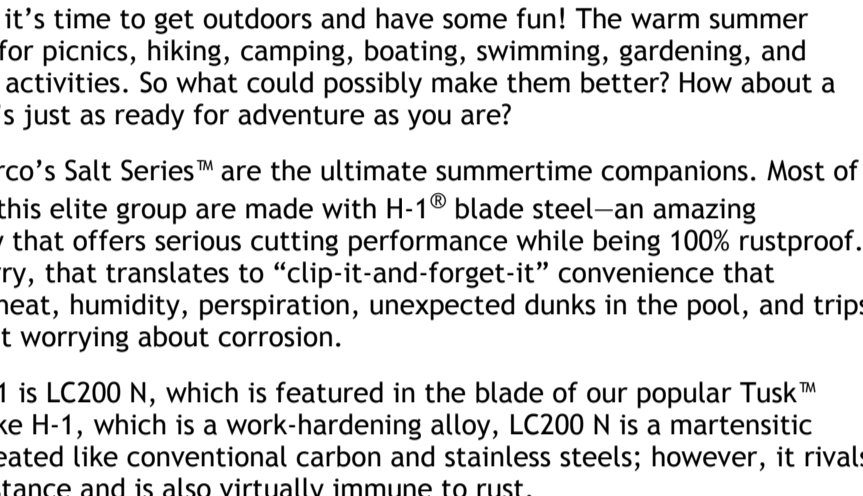 it's time to get outdoors and have some fun! The warm summer
for picnics, hiking, camping, boating, swimming, gardening, and
activities. So what could possibly make them better? How about a
's just as ready for adventure as you are?
rco's Salt Series™ are the ultimate summertime companions. Most of
this elite group are made with H-1® blade steel—an amazing
that offers serious cutting performance while being 100% rustproof.
ry, that translates to “clip-it-and-forget-it” convenience that
heat, humidity, perspiration, unexpected dunks in the pool, and trips
t worrying about corrosion.
1 is LC200 N, which is featured in the blade of our popular Tusk™
ke H-1, which is a work-hardening alloy, LC200 N is a martensitic
eated like conventional carbon and stainless steels; however, it rivals
stance and is also virtually immune to rust.